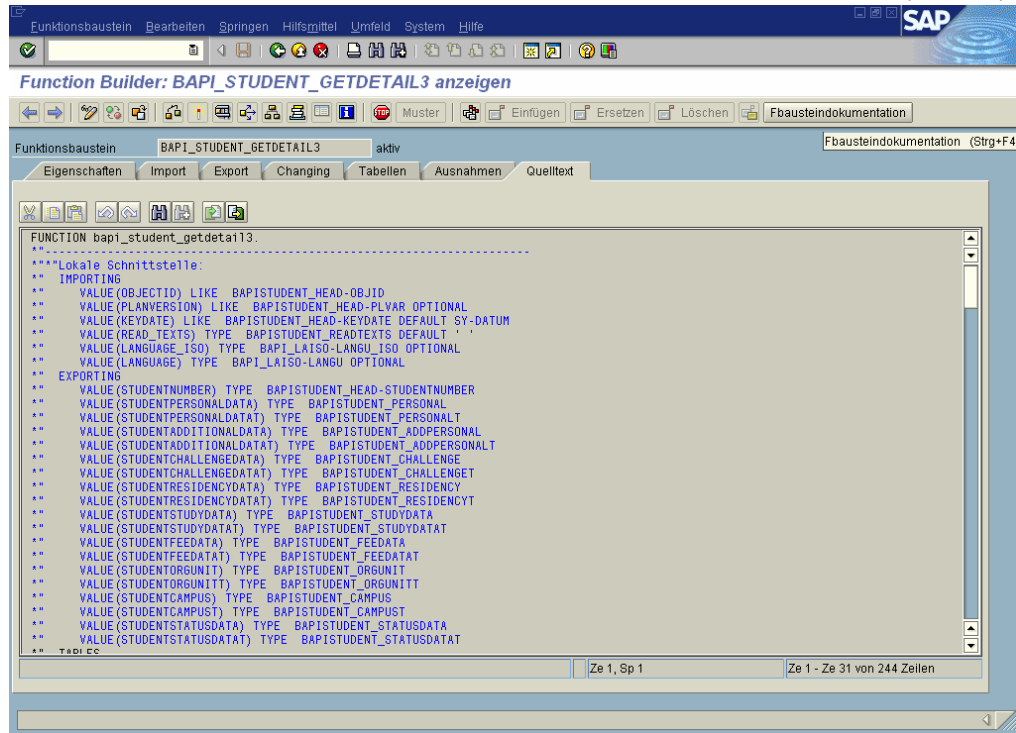 Funktionsbaustein Bearbeiten Springen Hilfsmittel Umfeld System Hilfe
SAP
Function Builder: BAPI_STUDENT_GETDETAIL3 anzeigen
Muster Einfügen Ersetzen Löschen Fbausteindokumentation
Fbausteindokumentation (Strg+F4
Funktionsbaustein BAPI_STUDENT_GETDETAIL3 aktiv
Eigenschaften Import Export Changing Tabellen Ausnahmen Quelltext
FUNCTION bapi_student_getdetail3.
*"----------------------------------------------------------------------
*"*"Lokale Schnittstelle:
*" IMPORTING
*" VALUE(OBJECTID) LIKE BAPISTUDENT_HEAD-OBJID
*" VALUE(PLANVERSION) LIKE BAPISTUDENT_HEAD-PLVAR OPTIONAL
*" VALUE(KEYDATE) LIKE BAPISTUDENT_HEAD-KEYDATE DEFAULT SY-DATUM
*" VALUE(READ_TEXTS) TYPE BAPISTUDENT_READTEXTS DEFAULT ' '
*" VALUE(LANGUAGE_ISO) TYPE BAPI_LAISO-LANGU_ISO OPTIONAL
*" VALUE(LANGUAGE) TYPE BAPI_LAISO-LANGU OPTIONAL
*" EXPORTING
*" VALUE(STUDENTNUMBER) TYPE BAPISTUDENT_HEAD-STUDENTNUMBER
*" VALUE(STUDENTPERSONALDATA) TYPE BAPISTUDENT_PERSONAL
*" VALUE(STUDENTPERSONALDATAT) TYPE BAPISTUDENT_PERSONALT
*" VALUE(STUDENTADDITIONALDATA) TYPE BAPISTUDENT_ADDPERSONAL
*" VALUE(STUDENTADDITIONALDATAT) TYPE BAPISTUDENT_ADDPERSONALT
*" VALUE(STUDENTCHALLENGEDATA) TYPE BAPISTUDENT_CHALLENGE
*" VALUE(STUDENTCHALLENGEDATAT) TYPE BAPISTUDENT_CHALLENGET
*" VALUE(STUDENTRESIDENCYDATA) TYPE BAPISTUDENT_RESIDENCY
*" VALUE(STUDENTRESIDENCYDATAT) TYPE BAPISTUDENT_RESIDENCYT
*" VALUE(STUDENTSTUDYDATA) TYPE BAPISTUDENT_STUDYDATA
*" VALUE(STUDENTSTUDYDATAT) TYPE BAPISTUDENT_STUDYDATAT
*" VALUE(STUDENTFEEDATA) TYPE BAPISTUDENT_FEEDATA
*" VALUE(STUDENTFEEDATAT) TYPE BAPISTUDENT_FEEDATAT
*" VALUE(STUDENTORGUNIT) TYPE BAPISTUDENT_ORGUNIT
*" VALUE(STUDENTORGUNITT) TYPE BAPISTUDENT_ORGUNITT
*" VALUE(STUDENTCAMPUS) TYPE BAPISTUDENT_CAMPUS
*" VALUE(STUDENTCAMPUST) TYPE BAPISTUDENT_CAMPUST
*" VALUE(STUDENTSTATUSDATA) TYPE BAPISTUDENT_STATUSDATA
*" VALUE(STUDENTSTATUSDATAT) TYPE BAPISTUDENT_STATUSDATAT
*" TABLES
Ze 1, Sp 1 Ze 1 - Ze 31 von 244 Zeilen